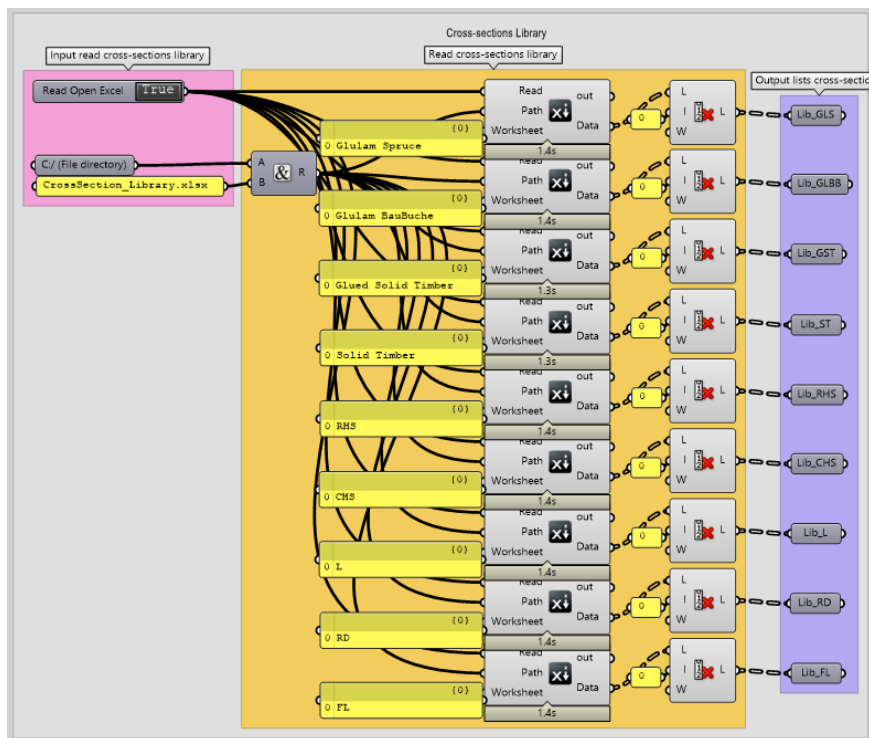 Cross-sections Library
Input read cross-sections library
Read cross-sections library
Output lists cross-sectio
Read Open Excel True
C:/ (File directory)
CrossSection_Library.xlsx
A
B
&
R
{0}
0 Glulam Spruce
Read
Path
Worksheet
out
Data
1.4s
0
L
I
W
L
Lib_GLS
{0}
0 Glulam BauBuche
Read
Path
Worksheet
out
Data
1.4s
0
L
I
W
L
Lib_GLBB
{0}
0 Glued Solid Timber
Read
Path
Worksheet
out
Data
1.3s
0
L
I
W
L
Lib_GST
{0}
0 Solid Timber
Read
Path
Worksheet
out
Data
1.3s
0
L
I
W
L
Lib_ST
{0}
0 RHS
Read
Path
Worksheet
out
Data
1.4s
0
L
I
W
L
Lib_RHS
{0}
0 CHS
Read
Path
Worksheet
out
Data
1.4s
0
L
I
W
L
Lib_CHS
{0}
0 L
Read
Path
Worksheet
out
Data
1.4s
0
L
I
W
L
Lib_L
{0}
0 RD
Read
Path
Worksheet
out
Data
1.4s
0
L
I
W
L
Lib_RD
{0}
0 FL
Read
Path
Worksheet
out
Data
1.4s
0
L
I
W
L
Lib_FL